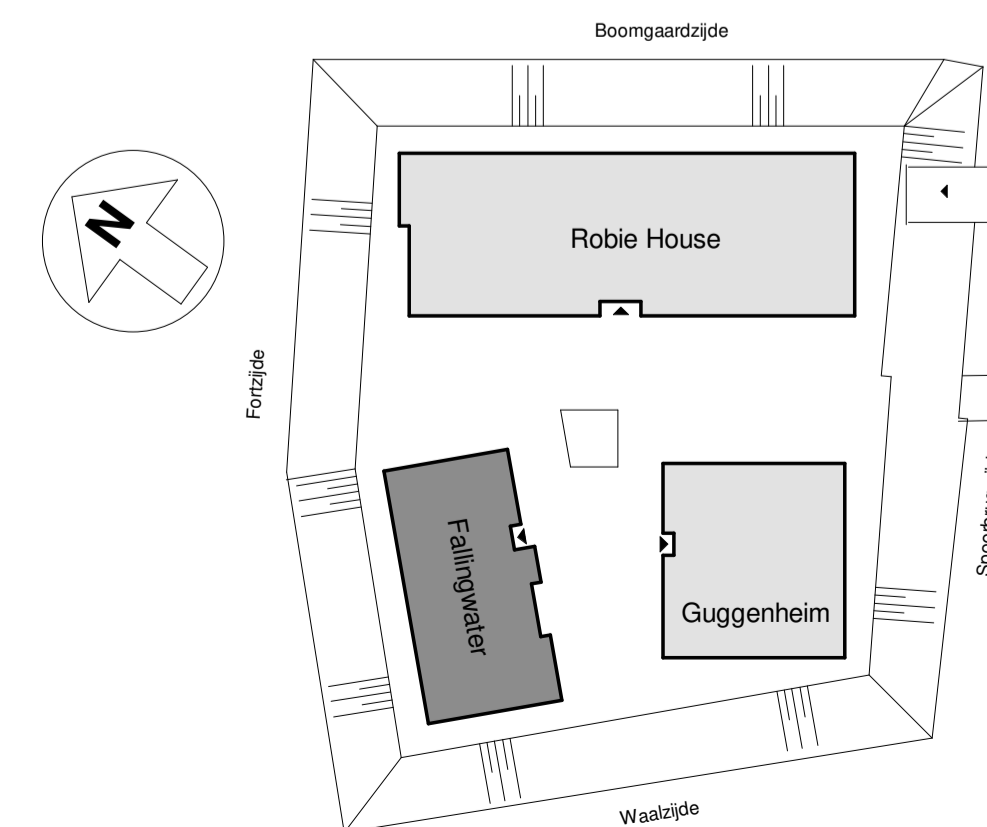 Boomgaardzijde
N
Robie House
Fortzijde
Fallingwater
Guggenheim
Waalzijde